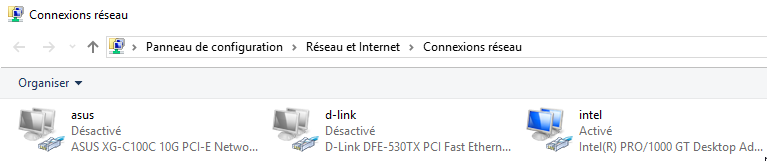 Connexions réseau
Panneau de configuration > Réseau et Internet > Connexions réseau
Organiser
asus
Désactivé
ASUS XG-C100C 10G PCI-E Netwo...
d-link
Désactivé
D-Link DFE-530TX PCI Fast Ethern...
intel
Activé
Intel(R) PRO/1000 GT Desktop Ad...